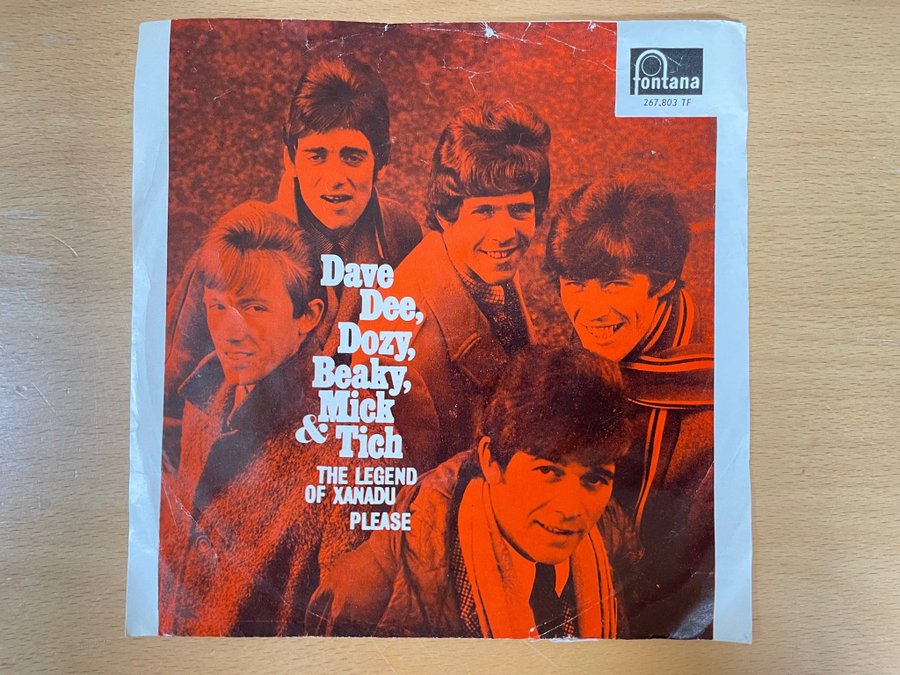 fontana
267.803 TF
Dave
Dee,
Dozy,
Beaky,
Mick
& Tich
THE LEGEND
OF XANADU
PLEASE